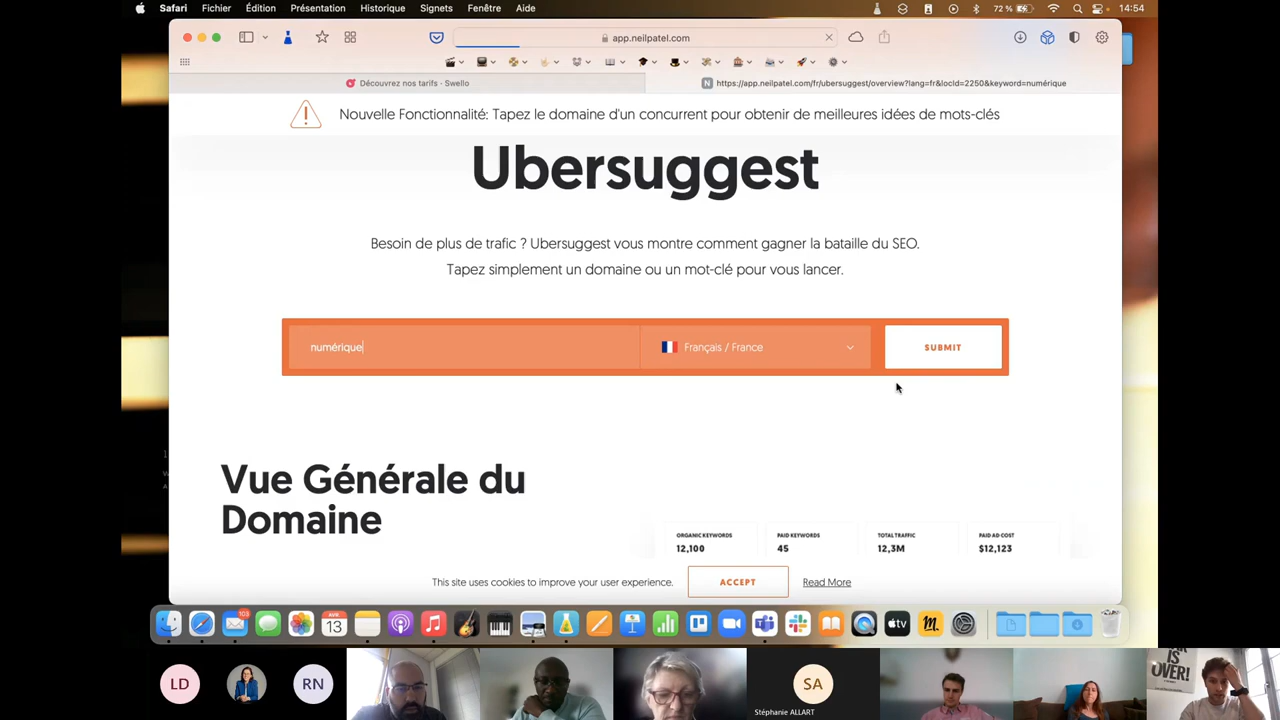 Safari Fichier Édition Présentation Historique Signets Fenêtre Aide 72 % 14:54
app.neilpatel.com
Découvrez nos tarifs - Swello
N https://app.neilpatel.com/fr/ubersuggest/overview?lang=fr&locId=2250&keyword=numérique
Nouvelle Fonctionnalité: Tapez le domaine d'un concurrent pour obtenir de meilleures idées de mots-clés
Ubersuggest
Besoin de plus de trafic ? Ubersuggest vous montre comment gagner la bataille du SEO.
Tapez simplement un domaine ou un mot-clé pour vous lancer.
numérique Français / France SUBMIT
Vue Générale du
Domaine
ORGANIC KEYWORDS PAID KEYWORDS TOTAL TRAFFIC PAID AD COST
12,100 45 12,3M $12,123
This site uses cookies to improve your user experience. ACCEPT Read More
103
AVR
13
tv
LD RN SA
Stéphanie ALLART
IS
OVER!